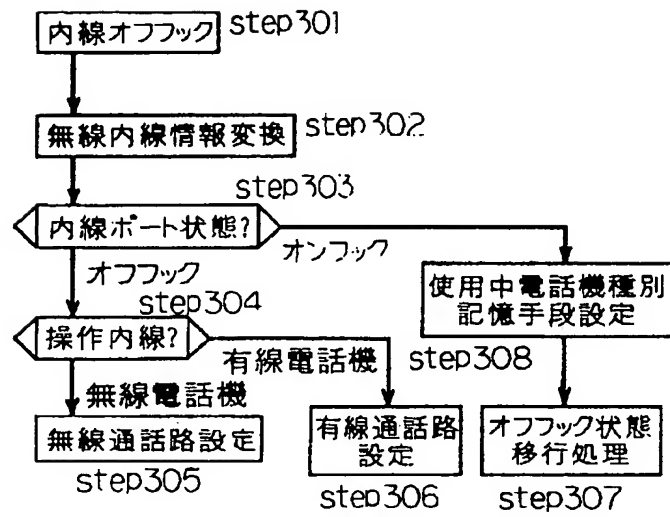 内線オフフック step301
無線内線情報変換 step302
step303
内線ポート状態?
オフフック オンフック
step304
操作内線?
使用中電話機種別
記憶手段設定
有線電話機 step308
無線電話機
無線通話路設定
step305
有線通話路
設定
step306
オフフック状態
移行処理
step307